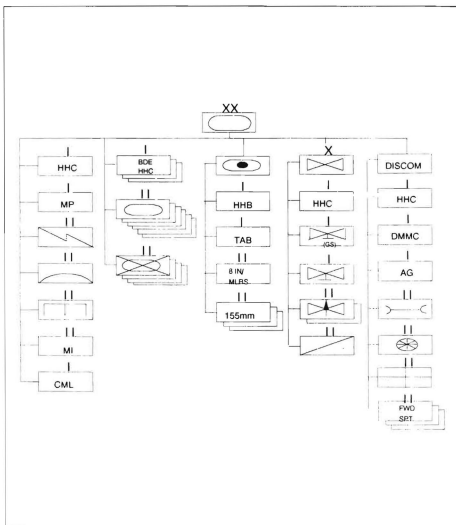 XX
X
HHC
BDE
HHC
HHC
DISCOM
MP
HHB
HHC
TAB
(GS)
DMMC
8 IN/
MLRS
AG
MI
155mm
CML
FWD
SPT.